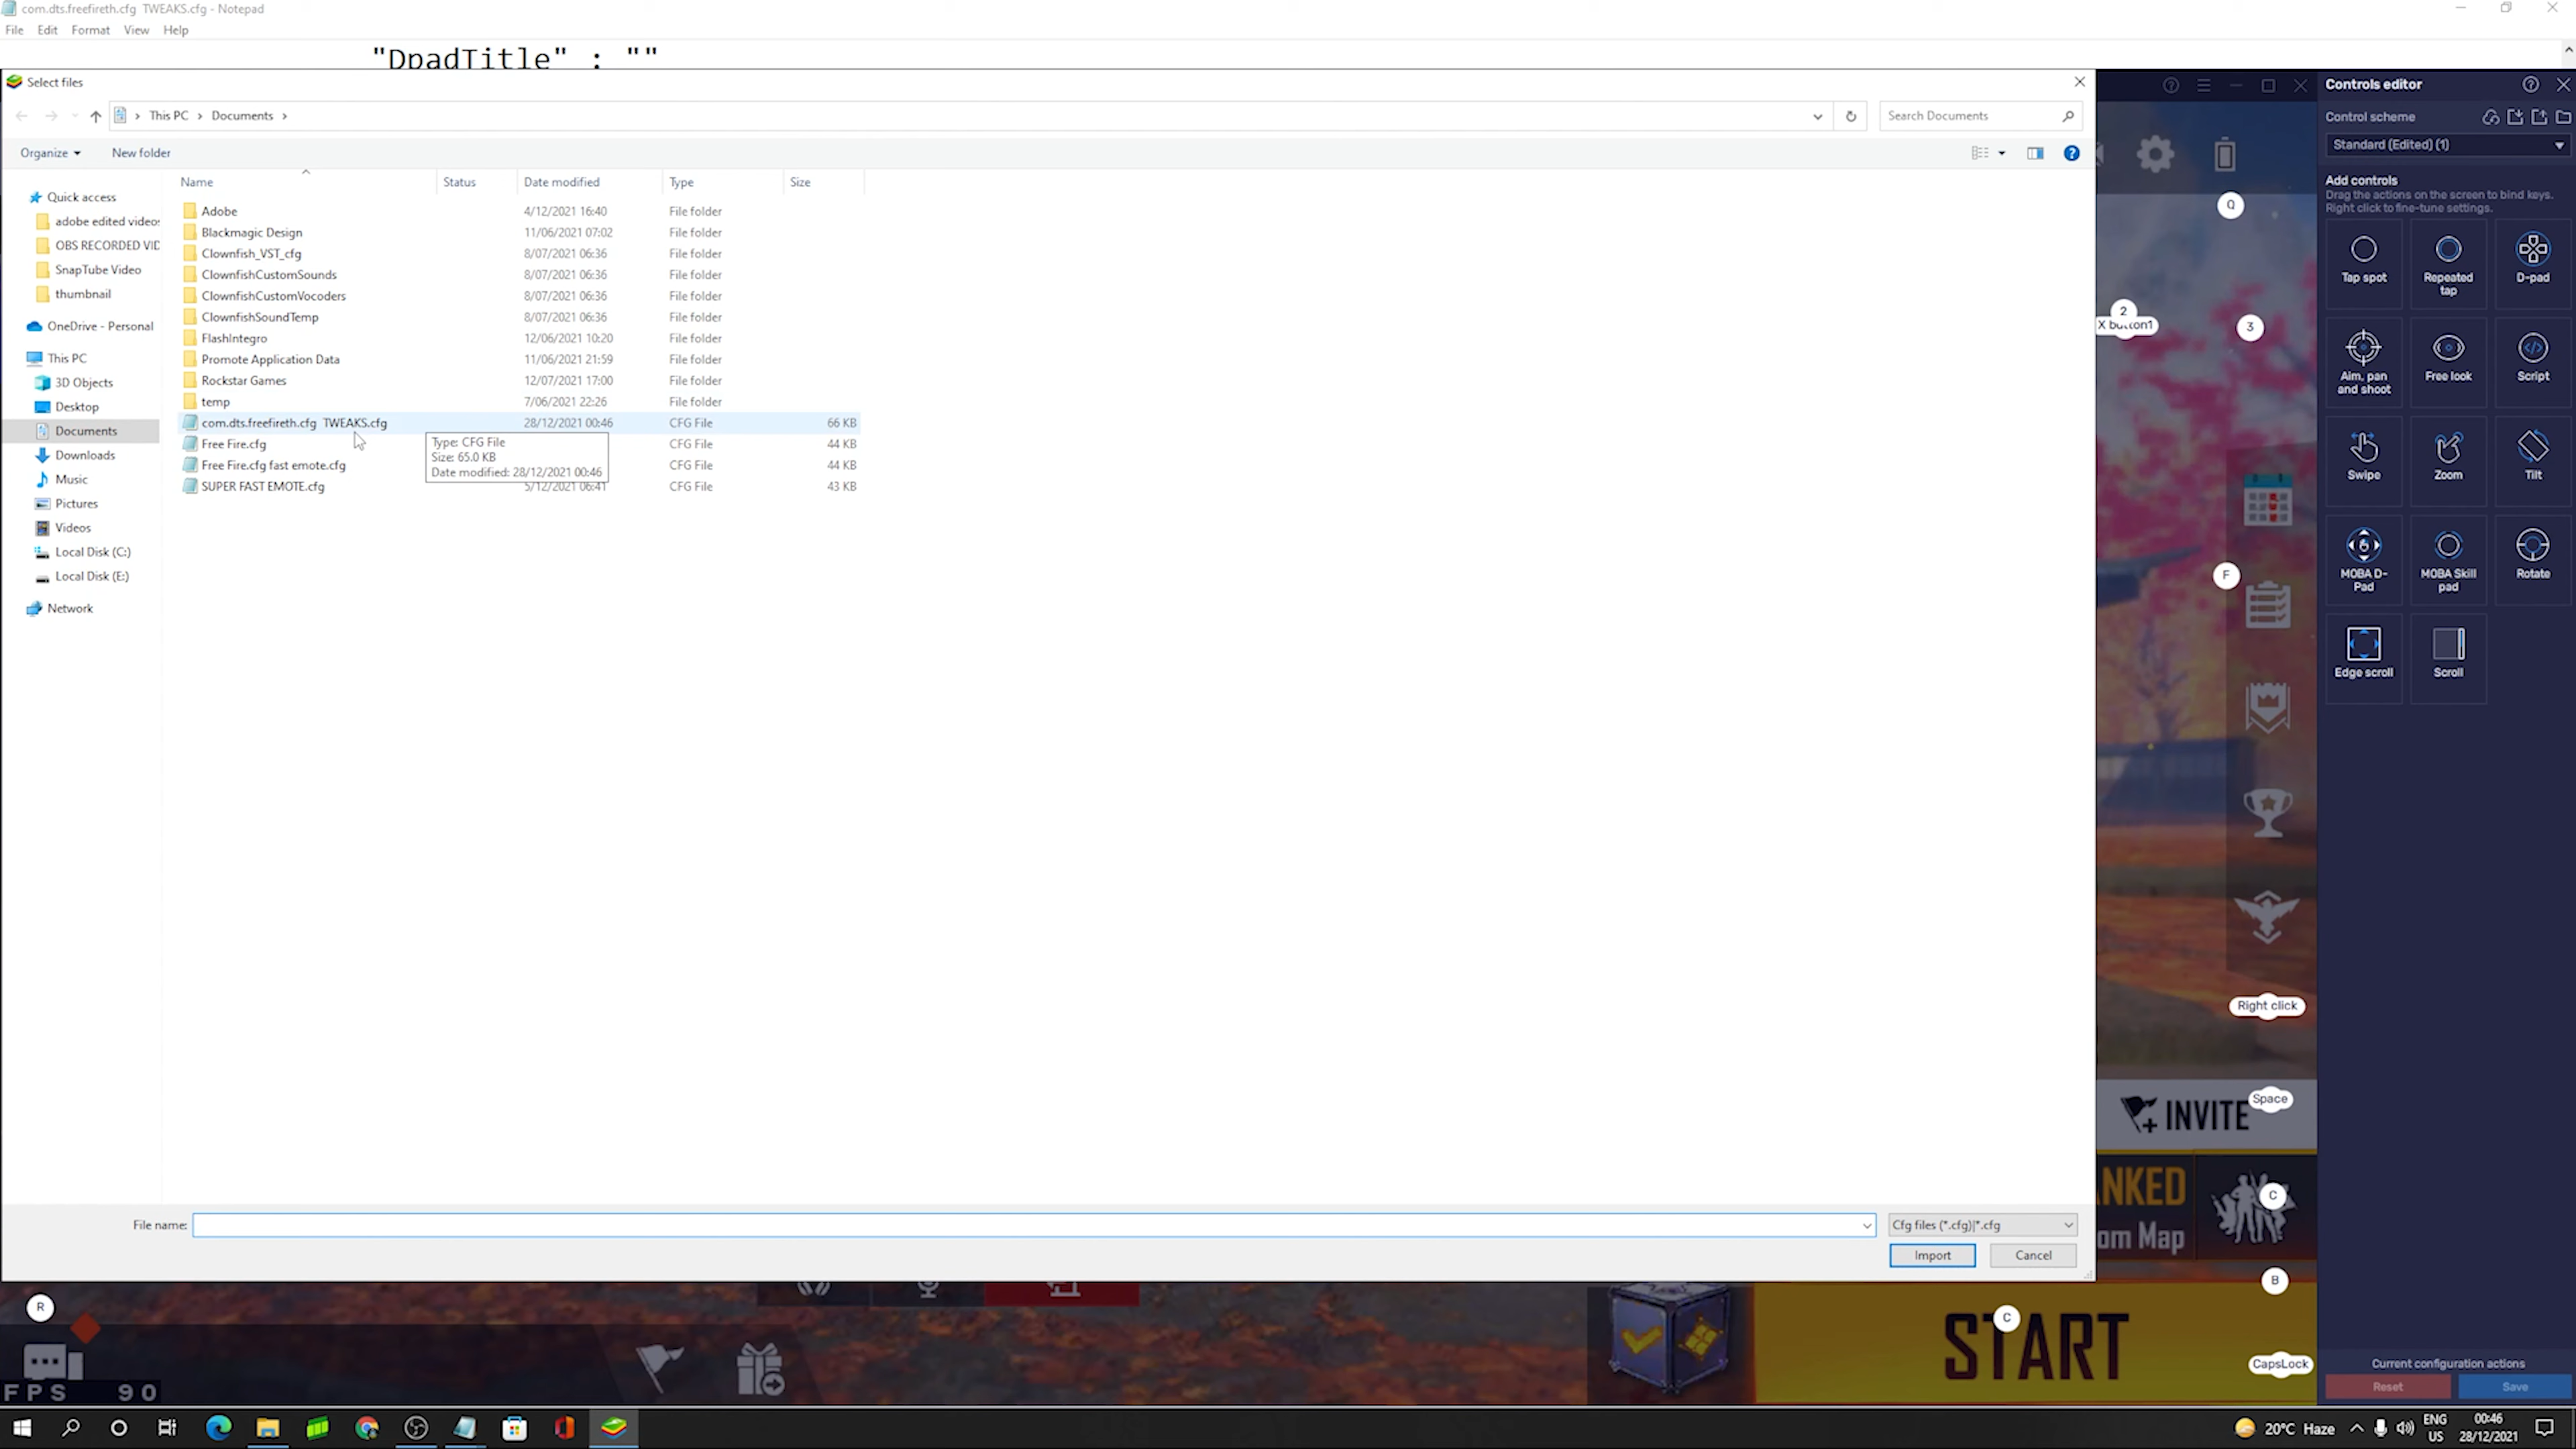 com.dts.freefireth.cfg  TWEAKS.cfg - Notepad
File Edit Format View Help
"DpadTitle" : ""
Select files
This PC > Documents >
Search Documents
Organize
New folder
Name Status Date modified Type Size
Quick access
adobe edited videos
OBS RECORDED VID
SnapTube Video
thumbnail
OneDrive - Personal
This PC
3D Objects
Desktop
Documents
Downloads
Music
Pictures
Videos
Local Disk (C:)
Local Disk (E:)
Network
Adobe 4/12/2021 16:40 File folder
Blackmagic Design 11/06/2021 07:02 File folder
Clownfish_VST_cfg 8/07/2021 06:36 File folder
ClownfishCustomSounds 8/07/2021 06:36 File folder
ClownfishCustomVocoders 8/07/2021 06:36 File folder
ClownfishSoundTemp 8/07/2021 06:36 File folder
FlashIntegro 12/06/2021 10:20 File folder
Promote Application Data 11/06/2021 21:59 File folder
Rockstar Games 12/07/2021 17:00 File folder
temp 7/06/2021 22:26 File folder
com.dts.freefireth.cfg  TWEAKS.cfg 28/12/2021 00:46 CFG File 66 KB
Free Fire.cfg CFG File 44 KB
Free Fire.cfg fast emote.cfg CFG File 44 KB
SUPER FAST EMOTE.cfg 5/12/2021 06:41 CFG File 43 KB
Type: CFG File
Size: 65.0 KB
Date modified: 28/12/2021 00:46
File name:
Cfg files (*.cfg)|*.cfg
Import
Cancel
Controls editor
Control scheme
Standard (Edited) (1)
Add controls
Drag the actions on the screen to bind keys.
Right click to fine-tune settings.
Tap spot
Repeated tap
D-pad
Aim, pan and shoot
Free look
Script
Swipe
Zoom
Tilt
MOBA D-Pad
MOBA Skill pad
Rotate
Edge scroll
Scroll
Q
2
X button1
3
F
Right click
INVITE
Space
NKED
om Map
C
B
START
C
CapsLock
R
FPS 90
Current configuration actions
Reset
Save
20°C Haze
ENG
US
00:46
28/12/2021